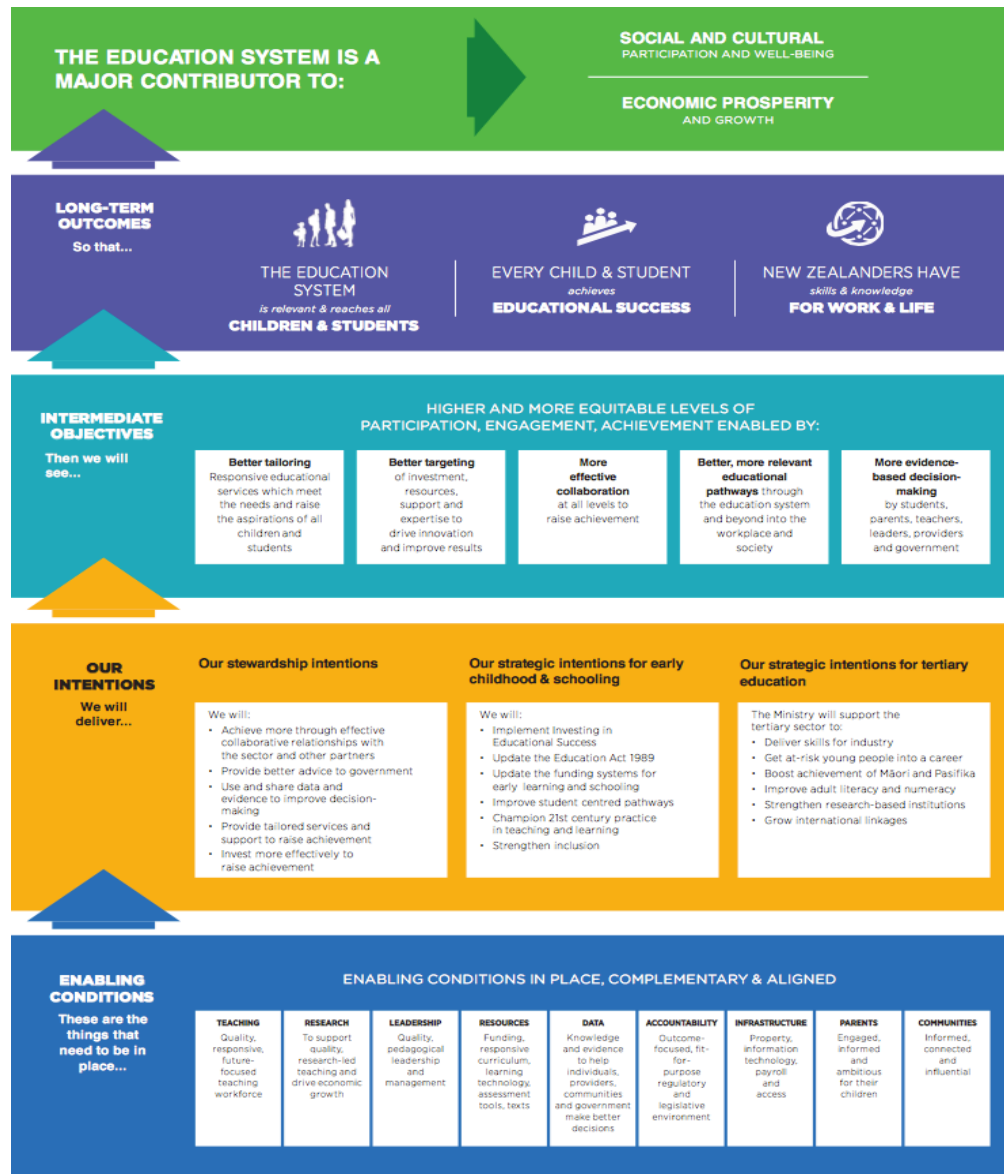 THE EDUCATION SYSTEM IS A
MAJOR CONTRIBUTOR TO:
SOCIAL AND CULTURAL
PARTICIPATION AND WELL-BEING
ECONOMIC PROSPERITY
AND GROWTH
LONG-TERM
OUTCOMES
So that...
THE EDUCATION
SYSTEM
is relevant & reaches all
CHILDREN & STUDENTS
EVERY CHILD & STUDENT
achieves
EDUCATIONAL SUCCESS
NEW ZEALANDERS HAVE
skills & knowledge
FOR WORK & LIFE
INTERMEDIATE
OBJECTIVES
Then we will
see...
HIGHER AND MORE EQUITABLE LEVELS OF
PARTICIPATION, ENGAGEMENT, ACHIEVEMENT ENABLED BY:
Better tailoring
Responsive educational
services which meet
the needs and raise
the aspirations of all
children and
students
Better targeting
of investment,
resources,
support and
expertise to
drive innovation
and improve results
More
effective
collaboration
at all levels to
raise achievement
Better, more relevant
educational
pathways through
the education system
and beyond into the
workplace and
society
More evidence-
based decision-
making
by students,
parents, teachers,
leaders, providers
and government
OUR
INTENTIONS
We will
deliver...
Our stewardship intentions
We will:
• Achieve more through effective
collaborative relationships with
the sector and other partners
• Provide better advice to government
• Use and share data and
evidence to improve decision-
making
• Provide tailored services and
support to raise achievement
• Invest more effectively to
raise achievement
Our strategic intentions for early
childhood & schooling
We will:
• Implement Investing in
Educational Success
• Update the Education Act 1989
• Update the funding systems for
early learning and schooling
• Improve student centred pathways
• Champion 21st century practice
in teaching and learning
• Strengthen inclusion
Our strategic intentions for tertiary
education
The Ministry will support the
tertiary sector to:
• Deliver skills for industry
• Get at-risk young people into a career
• Boost achievement of Māori and Pasifika
• Improve adult literacy and numeracy
• Strengthen research-based institutions
• Grow international linkages
ENABLING
CONDITIONS
These are the
things that
need to be in
place...
ENABLING CONDITIONS IN PLACE, COMPLEMENTARY & ALIGNED
TEACHING
Quality,
responsive,
future-
focused
teaching
workforce
RESEARCH
To support
quality,
research-led
teaching and
drive economic
growth
LEADERSHIP
Quality,
pedagogical
leadership
and
management
RESOURCES
Funding,
responsive
curriculum,
learning
technology,
assessment
tools, texts
DATA
Knowledge
and evidence
to help
individuals,
providers,
communities
and government
make better
decisions
ACCOUNTABILITY
Outcome-
focused, fit-
for-
purpose
regulatory
and
legislative
environment
INFRASTRUCTURE
Property,
information
technology,
payroll
and
access
PARENTS
Engaged,
informed
and
ambitious
for their
children
COMMUNITIES
Informed,
connected
and
influential